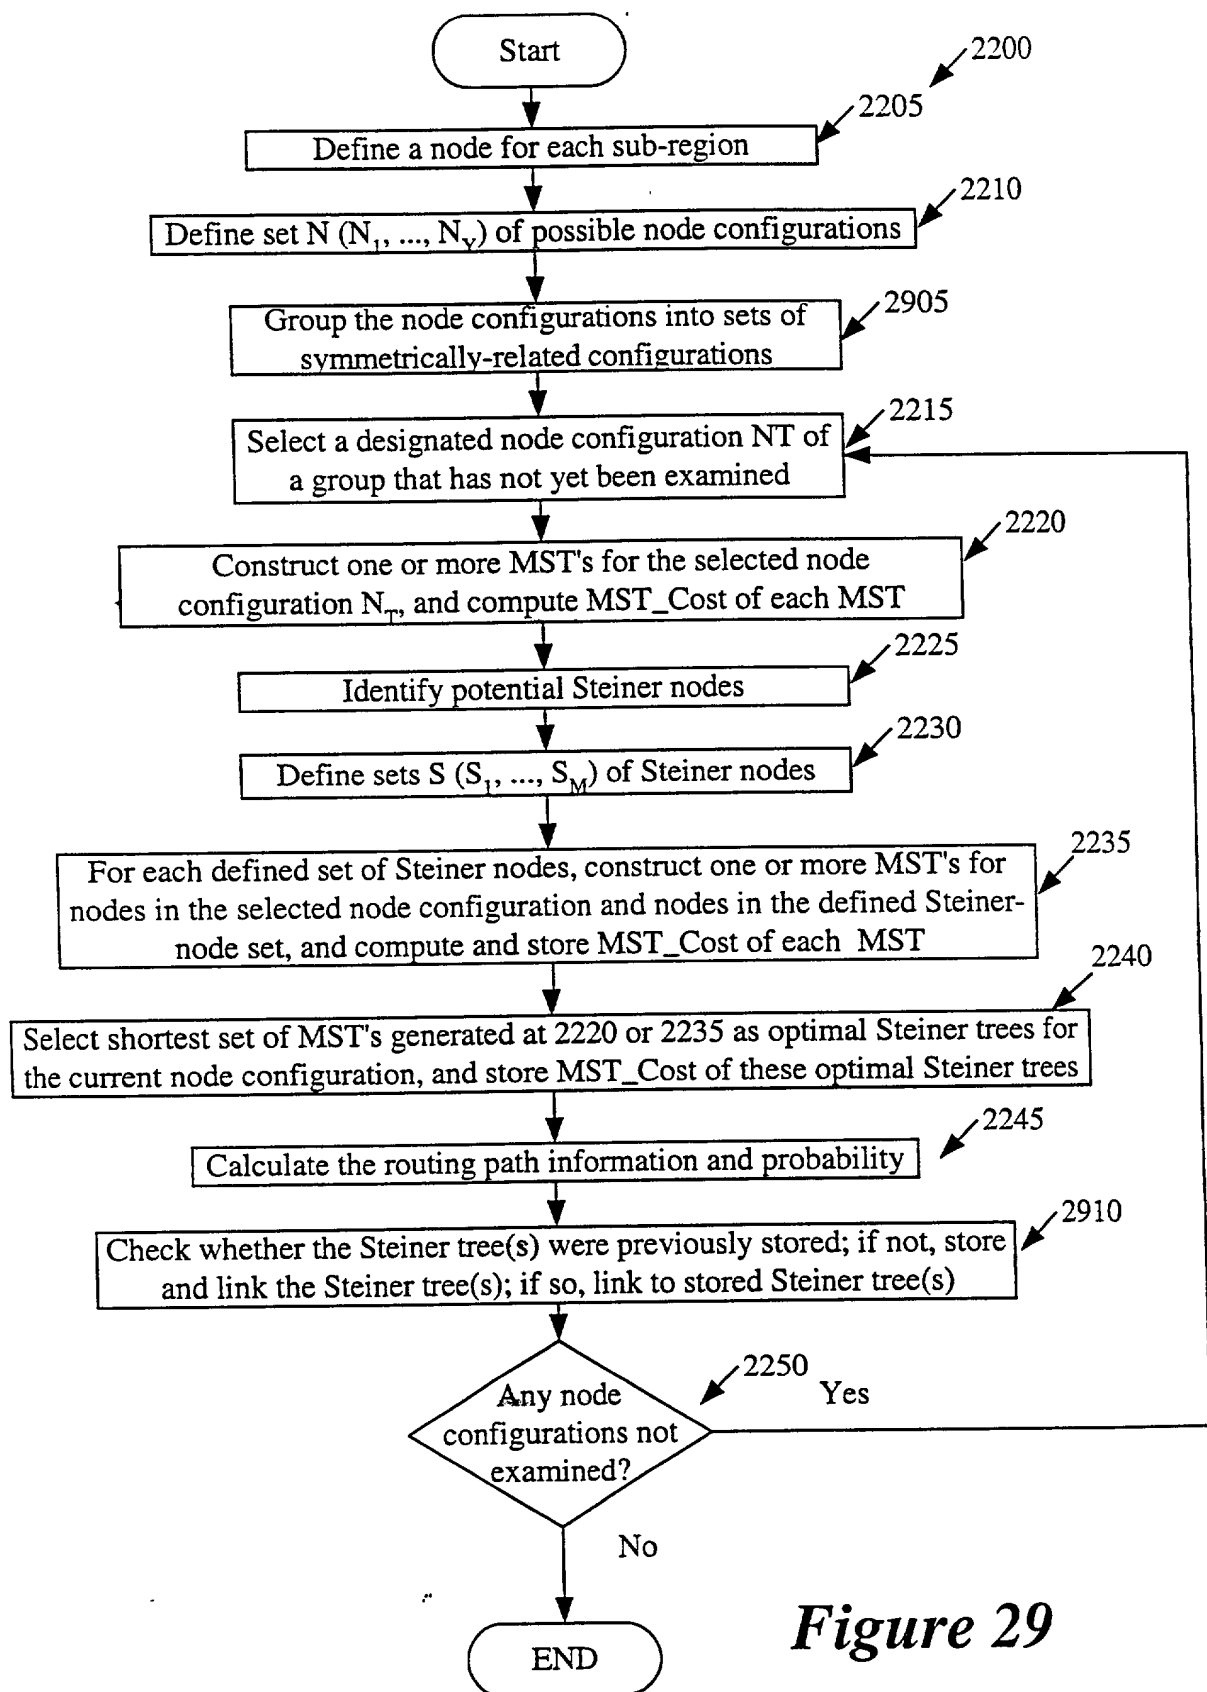 Start
2200
2205
Define a node for each sub-region
2210
Define set N (N₁, ..., Nᵧ) of possible node configurations
2905
Group the node configurations into sets of
symmetrically-related configurations
2215
Select a designated node configuration NT of
a group that has not yet been examined
2220
Construct one or more MST's for the selected node
configuration N_T, and compute MST_Cost of each MST
2225
Identify potential Steiner nodes
2230
Define sets S (S₁, ..., S_M) of Steiner nodes
2235
For each defined set of Steiner nodes, construct one or more MST's for
nodes in the selected node configuration and nodes in the defined Steiner-
node set, and compute and store MST_Cost of each MST
2240
Select shortest set of MST's generated at 2220 or 2235 as optimal Steiner trees for
the current node configuration, and store MST_Cost of these optimal Steiner trees
2245
Calculate the routing path information and probability
2910
Check whether the Steiner tree(s) were previously stored; if not, store
and link the Steiner tree(s); if so, link to stored Steiner tree(s)
2250
Yes
Any node
configurations not
examined?
No
END
Figure 29